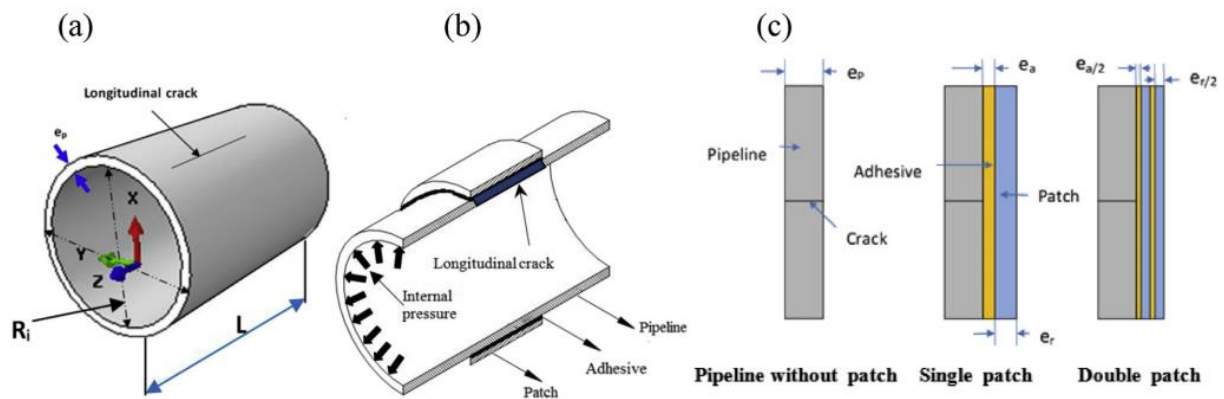 (a)
Longitudinal crack
eₚ
X
Y
Z
Rᵢ
L
(b)
Longitudinal crack
Internal
pressure
Pipeline
Adhesive
Patch
(c)
eₚ
eₐ
eₐ/₂
eᵣ/₂
Pipeline
Adhesive
Patch
Crack
eᵣ
Pipeline without patch
Single patch
Double patch